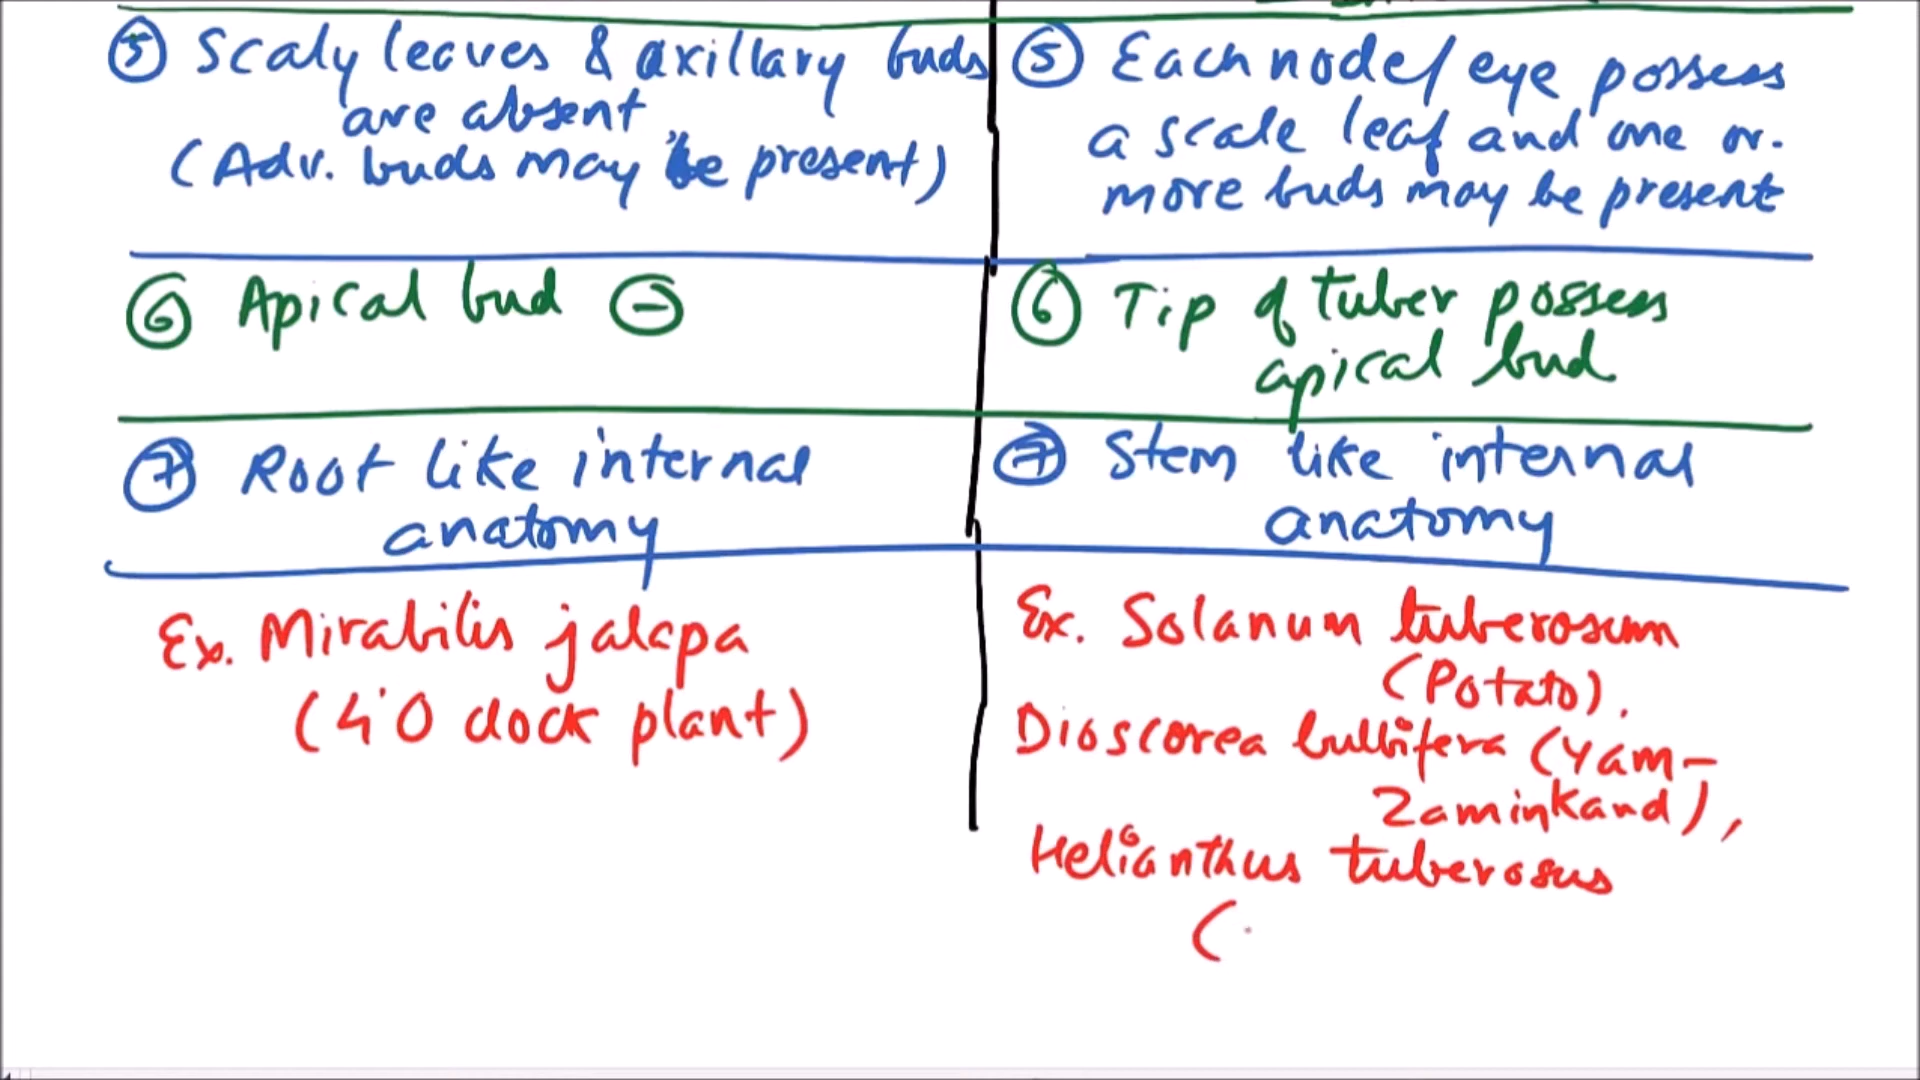 ⑤ Scaly leaves & axillary buds
are absent
(Adv. buds may be present)
⑥ Apical bud ⊖
⑦ Root like internal
anatomy
Ex. Mirabilis jalapa
(4'O clock plant)
⑤ Each node/ eye possess
a scale leaf and one or.
more buds may be present
⑥ Tip of tuber possess
apical bud
⑦ Stem like internal
anatomy
Ex. Solanum tuberosum
(Potato).
Dioscorea bulbifera (Yam-
Zaminkand),
Helianthus tuberosus
(